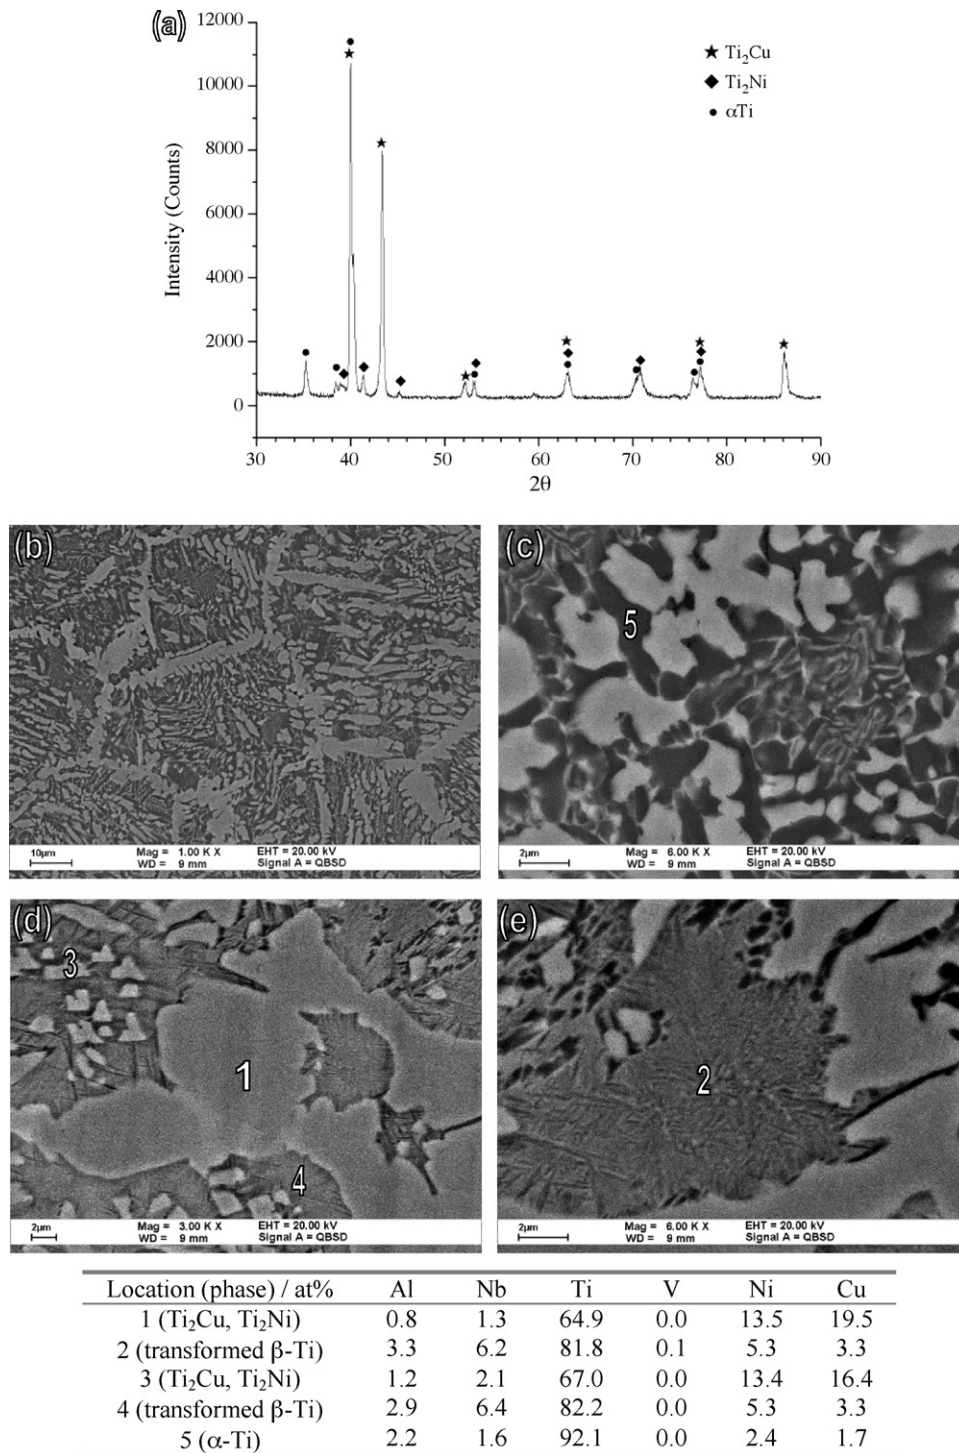 (a)
12000
10000
8000
6000
4000
2000
0
Intensity (Counts)
★ Ti₂Cu
◆ Ti₂Ni
● αTi
30 40 50 60 70 80 90
2θ
(b)
10µm
Mag = 1.00 K X
WD = 9 mm
EHT = 20.00 kV
Signal A = QBSD
(c)
5
2µm
Mag = 6.00 K X
WD = 9 mm
EHT = 20.00 kV
Signal A = QBSD
(d)
3
1
4
2µm
Mag = 3.00 K X
WD = 9 mm
EHT = 20.00 kV
Signal A = QBSD
(e)
2
2µm
Mag = 6.00 K X
WD = 9 mm
EHT = 20.00 kV
Signal A = QBSD
Location (phase) / at% Al Nb Ti V Ni Cu
1 (Ti₂Cu, Ti₂Ni) 0.8 1.3 64.9 0.0 13.5 19.5
2 (transformed β-Ti) 3.3 6.2 81.8 0.1 5.3 3.3
3 (Ti₂Cu, Ti₂Ni) 1.2 2.1 67.0 0.0 13.4 16.4
4 (transformed β-Ti) 2.9 6.4 82.2 0.0 5.3 3.3
5 (α-Ti) 2.2 1.6 92.1 0.0 2.4 1.7